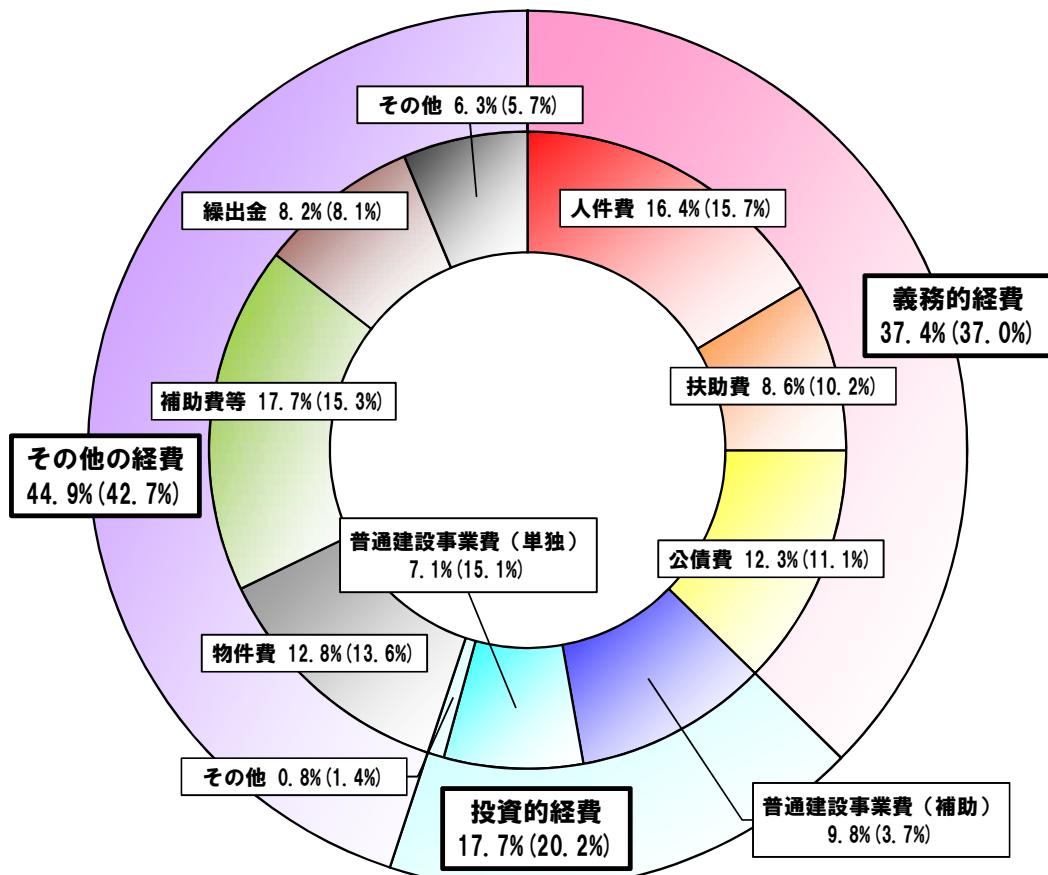 その他 6.3%(5.7%)
人件費 16.4%(15.7%)
繰出金 8.2%(8.1%)
義務的経費
37.4%(37.0%)
扶助費 8.6%(10.2%)
補助費等 17.7%(15.3%)
その他の経費
44.9%(42.7%)
普通建設事業費（単独）
7.1%(15.1%)
公債費 12.3%(11.1%)
物件費 12.8%(13.6%)
その他 0.8%(1.4%)
投資的経費
17.7%(20.2%)
普通建設事業費（補助）
9.8%(3.7%)